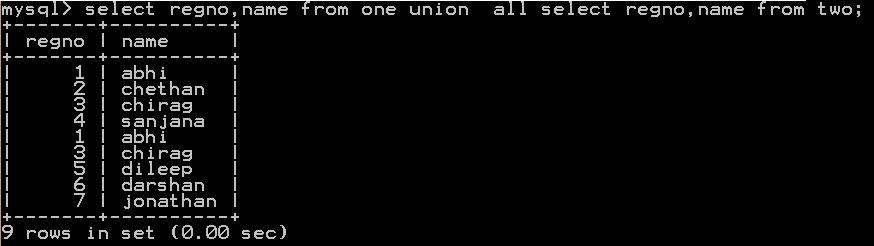 mysql> select regno,name from one union  all select regno,name from two;
+-------+----------+
| regno | name     |
+-------+----------+
|     1 | abhi     |
|     2 | chethan  |
|     3 | chirag   |
|     4 | sanjana  |
|     1 | abhi     |
|     3 | chirag   |
|     5 | dileep   |
|     6 | darshan  |
|     7 | jonathan |
+-------+----------+
9 rows in set (0.00 sec)